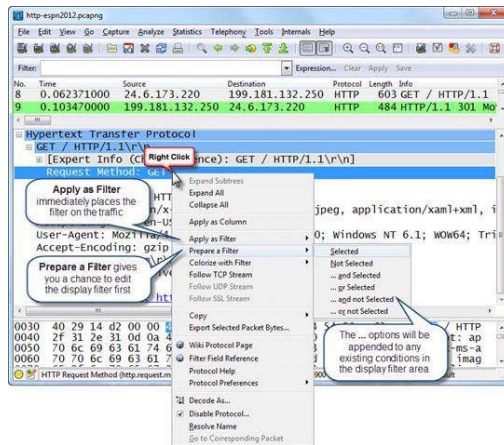 http-espn2012.pcapng
File Edit View Go Capture Analyze Statistics Telephony Tools Internals Help
Filter: Expression... Clear Apply Save
No. Time Source Destination Protocol Length Info
8 0.062371000 24.6.173.220 199.181.132.250 HTTP 603 GET / HTTP/1.1
9 0.103470000 199.181.132.250 24.6.173.220 HTTP 484 HTTP/1.1 301 Mo
Hypertext Transfer Protocol
GET / HTTP/1.1\r\n
[Expert Info (C ence): GET / HTTP/1.1\r\n]
Right Click
Request Method: GET
Apply as Filter
immediately places the
filter on the traffic
jpeg, application/xaml+xml, i
User-Agent: Mozilla/ 0; Windows NT 6.1; WOW64; Tri
Accept-Encoding: gzip
Prepare a Filter gives
you a chance to edit
the display filter first
Expand Subtrees
Expand All
Collapse All
Apply as Column
Apply as Filter
Prepare a Filter
Colorize with Filter
Follow TCP Stream
Follow UDP Stream
Follow SSL Stream
Copy
Export Selected Packet Bytes...
Wiki Protocol Page
Filter Field Reference
Protocol Help
Protocol Preferences
Decode As...
Disable Protocol...
Resolve Name
Go to Corresponding Packet
Selected
Not Selected
... and Selected
... or Selected
... and not Selected
... or not Selected
The ... options will be
appended to any
existing conditions in
the display filter area
0030 40 29 14 d2 00 00 / HTTP
0040 2f 31 2e 31 0d 0a t: ap
0050 70 6c 69 63 61 7 -ms-a
0060 70 70 6c 69 63 61 imag
HTTP Request Method (http.request.m